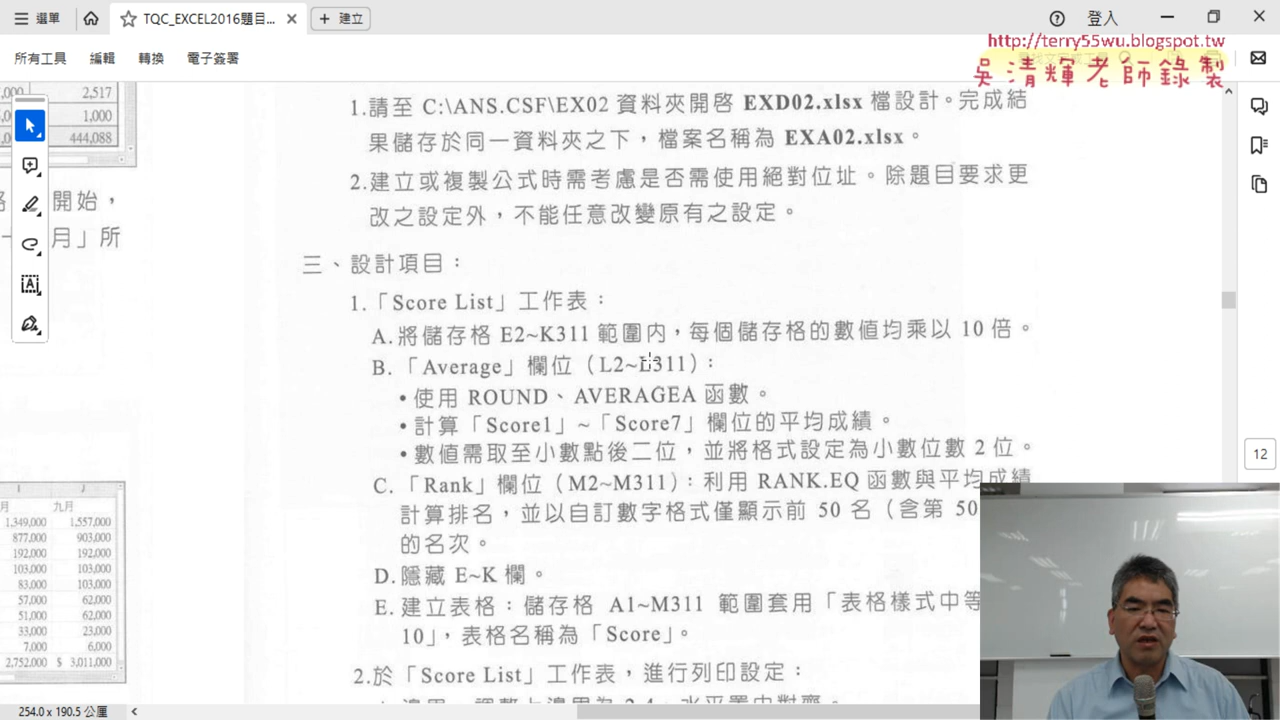 選單
TQC_EXCEL2016題目...
建立
登入
所有工具
編輯
轉換
電子簽署
http://terry55wu.blogspot.tw
吳清輝老師錄製
,000 2,517
1,000
444,088
開始，
月」所
1.請至 C:\ANS.CSF\EX02 資料夾開啓 EXD02.xlsx 檔設計。完成結
果儲存於同一資料夾之下，檔案名稱為 EXA02.xlsx。
2.建立或複製公式時需考慮是否需使用絕對位址。除題目要求更
改之設定外，不能任意改變原有之設定。
三、設計項目：
1.「Score List」工作表：
A.將儲存格 E2~K311 範圍內，每個儲存格的數值均乘以 10 倍。
B.「Average」欄位（L2~L311）：
•使用 ROUND、AVERAGEA 函數。
•計算「Score1」~「Score7」欄位的平均成績。
•數值需取至小數點後二位，並將格式設定為小數位數 2 位。
C.「Rank」欄位（M2~M311）：利用 RANK.EQ 函數與平均成績
計算排名，並以自訂數字格式僅顯示前 50 名（含第 50
的名次。
D.隱藏 E~K 欄。
E.建立表格：儲存格 A1~M311 範圍套用「表格樣式中等
10」，表格名稱為「Score」。
2.於「Score List」工作表，進行列印設定：
I J
月 九月
1,349,000 1,557,000
877,000 903,000
192,000 192,000
103,000 103,000
83,000 103,000
57,000 62,000
51,000 62,000
33,000 23,000
7,000 6,000
2,752,000 $ 3,011,000
12
254.0 x 190.5 公厘